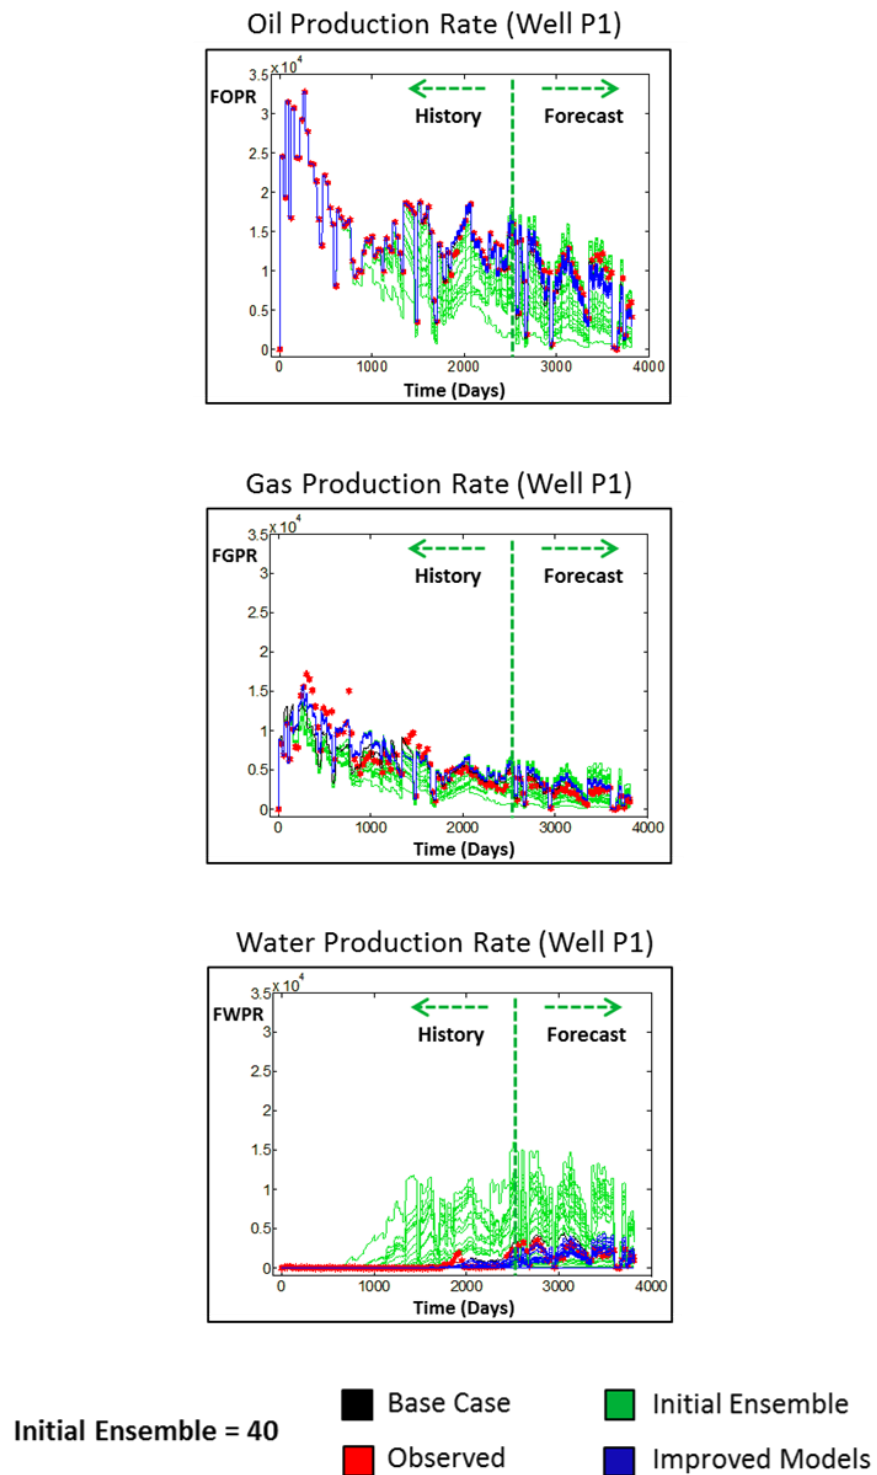 Oil Production Rate (Well P1)
3.5 x 10^4
FOPR
History
Forecast
3
2.5
2
1.5
1
0.5
0
0 1000 2000 3000 4000
Time (Days)
Gas Production Rate (Well P1)
3.5 x 10^4
FGPR
History
Forecast
3
2.5
2
1.5
1
0.5
0
0 1000 2000 3000 4000
Time (Days)
Water Production Rate (Well P1)
3.5 x 10^4
FWPR
History
Forecast
3
2.5
2
1.5
1
0.5
0
0 1000 2000 3000 4000
Time (Days)
Initial Ensemble = 40
Base Case
Initial Ensemble
Observed
Improved Models